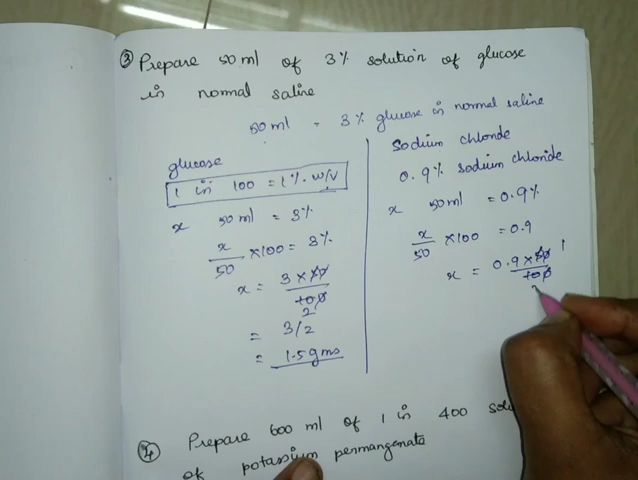 ③ Prepare 50 ml of 3% solution of glucose
in normal saline
50 ml = 3% glucose in normal saline
glucose
1 in 100 = 1%. w/v
x 50 ml = 3%
x/50 × 100 = 3%
x = 3 × 50/100
2
= 3/2
= 1.5 gms
Sodium chloride
0.9% sodium chloride
x 50 ml = 0.9%
x/50 × 100 = 0.9
x = 0.9 × 50/100 1
④ Prepare 600 ml of 1 in 400
of potassium permanganate